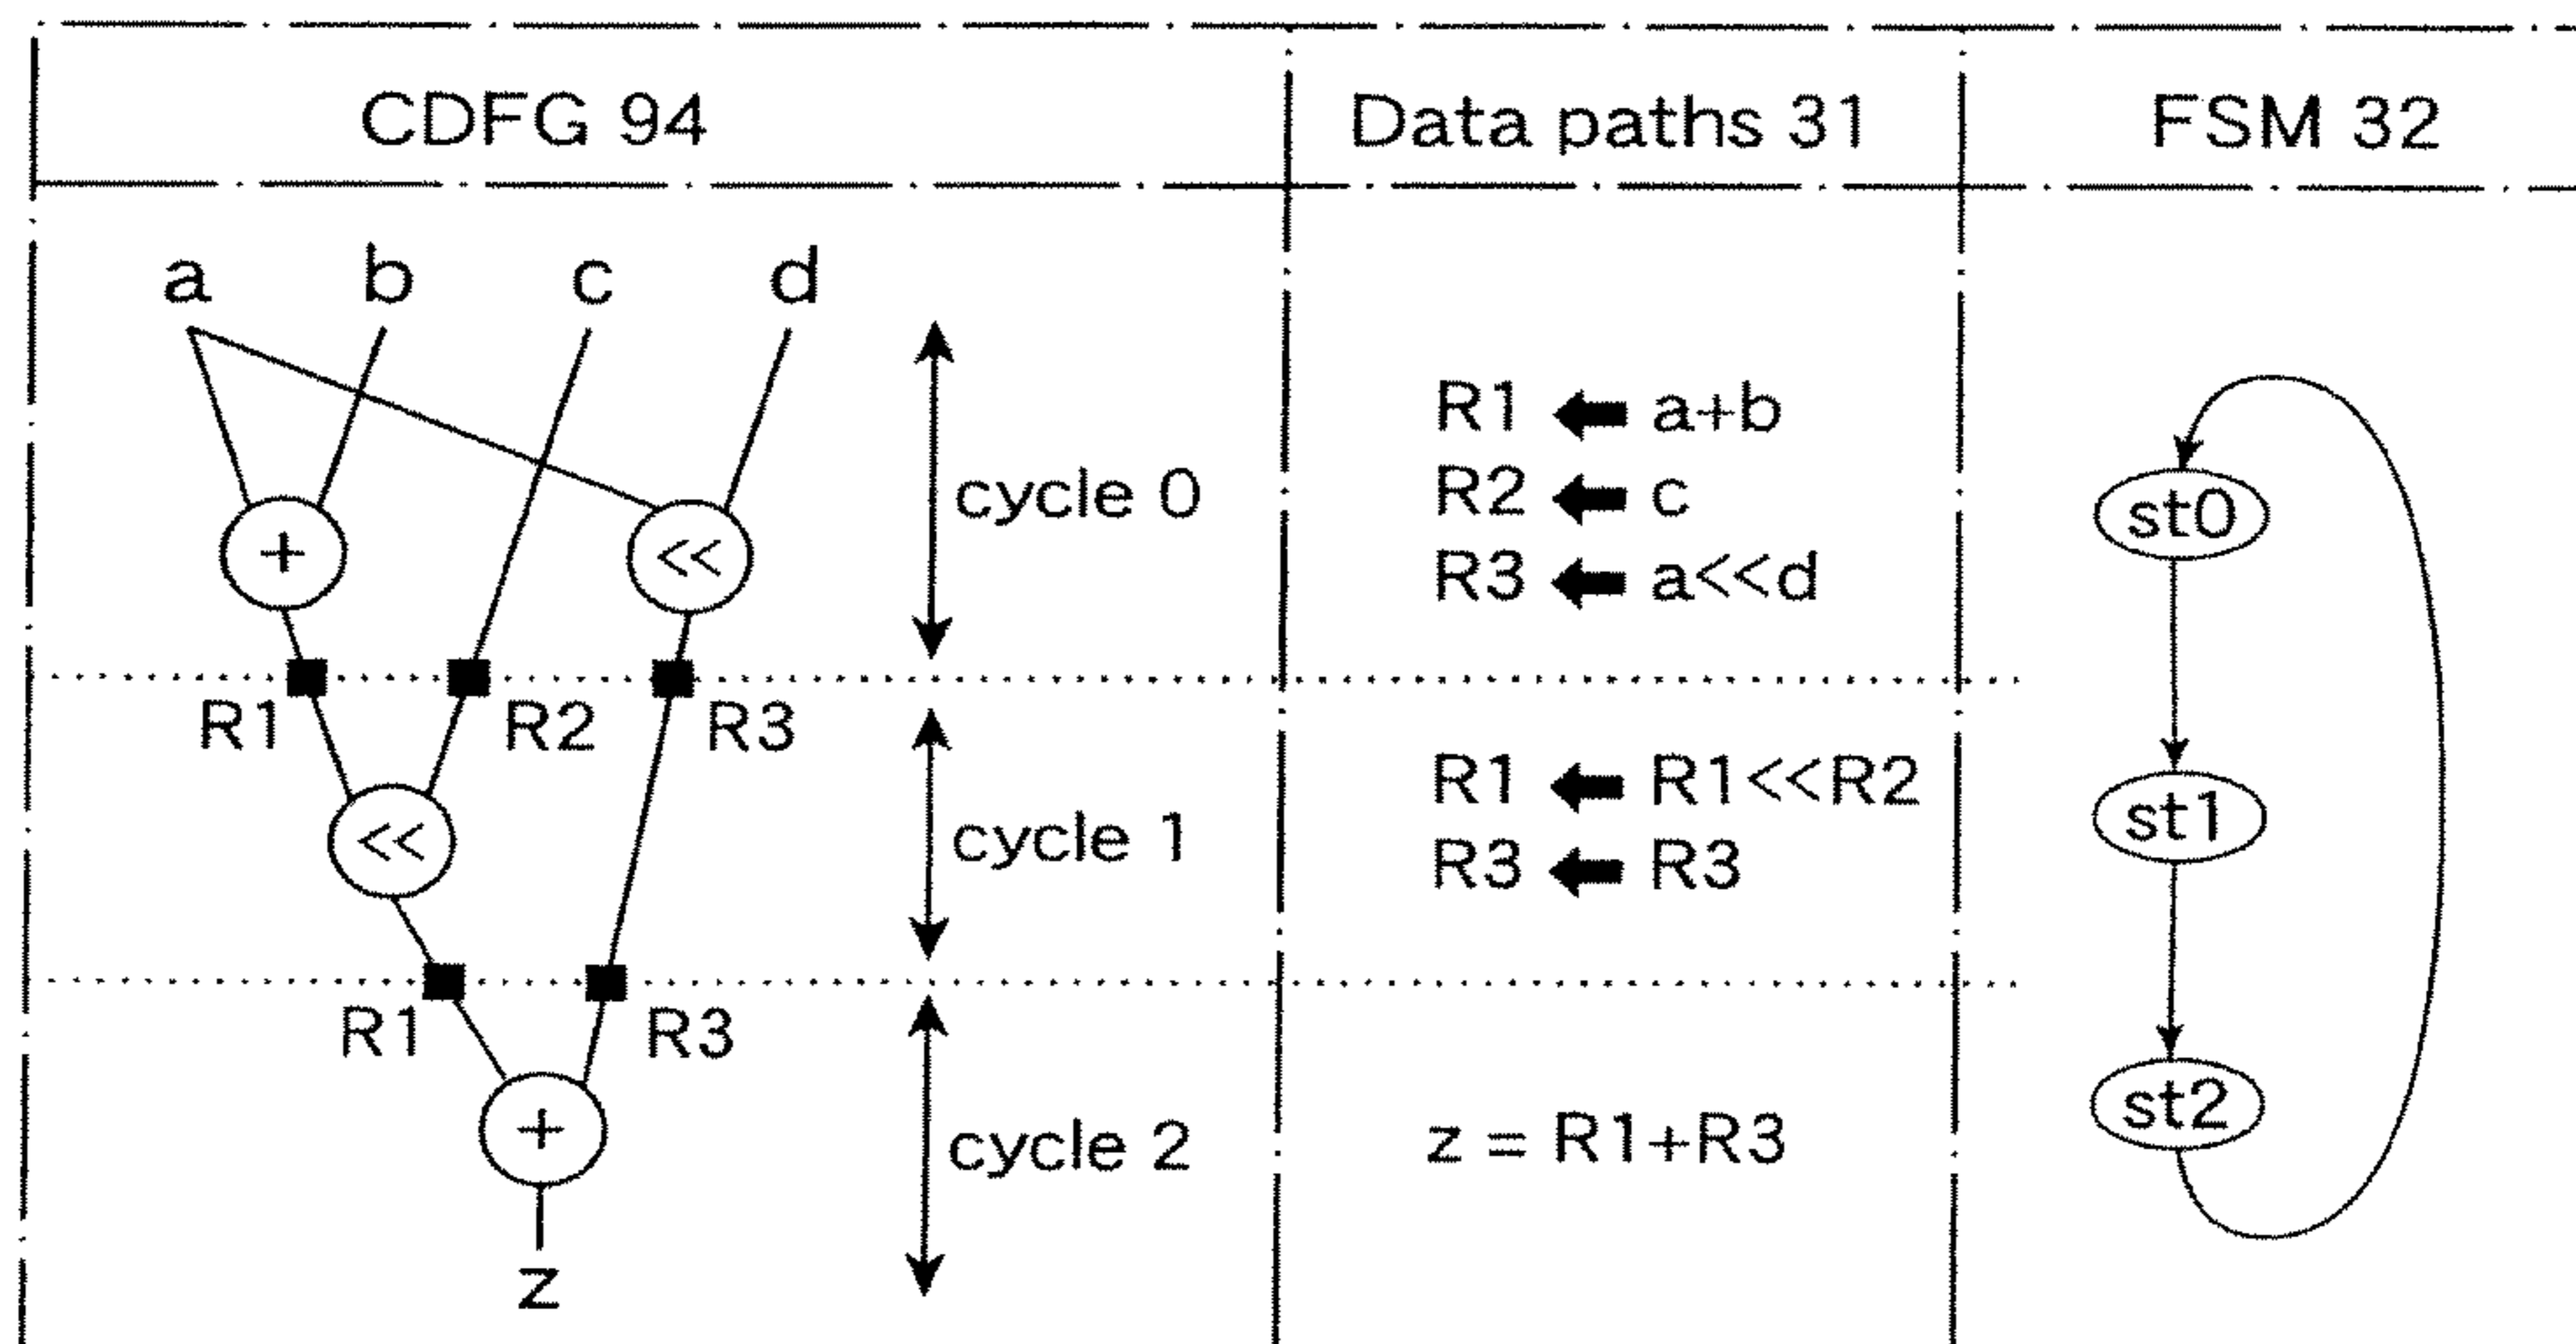 CDFG 94
Data paths 31
FSM 32
a b c d
+
<<
cycle 0
R1 ← a+b
R2 ← c
R3 ← a<<d
st0
R1
R2
R3
<<
cycle 1
R1 ← R1<<R2
R3 ← R3
st1
R1
R3
+
cycle 2
z = R1+R3
st2
z